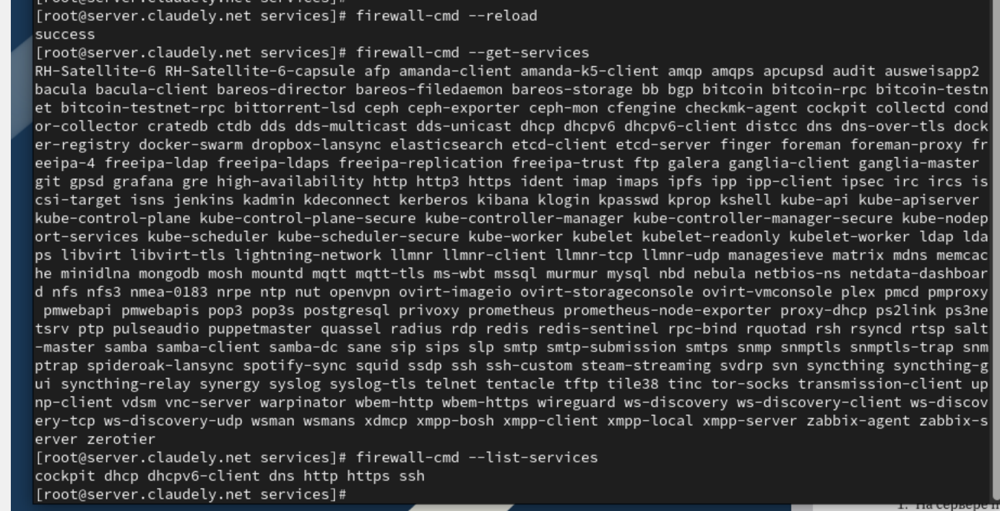 [root@server.claudely.net services]#
[root@server.claudely.net services]# firewall-cmd --reload
success
[root@server.claudely.net services]# firewall-cmd --get-services
RH-Satellite-6 RH-Satellite-6-capsule afp amanda-client amanda-k5-client amqp amqps apcupsd audit ausweisapp2
bacula bacula-client bareos-director bareos-filedaemon bareos-storage bb bgp bitcoin bitcoin-rpc bitcoin-testn
et bitcoin-testnet-rpc bittorrent-lsd ceph ceph-exporter ceph-mon cfengine checkmk-agent cockpit collectd cond
or-collector cratedb ctdb dds dds-multicast dds-unicast dhcp dhcpv6 dhcpv6-client distcc dns dns-over-tls dock
er-registry docker-swarm dropbox-lansync elasticsearch etcd-client etcd-server finger foreman foreman-proxy fr
eeipa-4 freeipa-ldap freeipa-ldaps freeipa-replication freeipa-trust ftp galera ganglia-client ganglia-master
git gpsd grafana gre high-availability http http3 https ident imap imaps ipfs ipp ipp-client ipsec irc ircs is
csi-target isns jenkins kadmin kdeconnect kerberos kibana klogin kpasswd kprop kshell kube-api kube-apiserver
kube-control-plane kube-control-plane-secure kube-controller-manager kube-controller-manager-secure kube-nodep
ort-services kube-scheduler kube-scheduler-secure kube-worker kubelet kubelet-readonly kubelet-worker ldap lda
ps libvirt libvirt-tls lightning-network llmnr llmnr-client llmnr-tcp llmnr-udp managesieve matrix mdns memcac
he minidlna mongodb mosh mountd mqtt mqtt-tls ms-wbt mssql murmur mysql nbd nebula netbios-ns netdata-dashboar
d nfs nfs3 nmea-0183 nrpe ntp nut openvpn ovirt-imageio ovirt-storageconsole ovirt-vmconsole plex pmcd pmproxy
pmwebapi pmwebapis pop3 pop3s postgresql privoxy prometheus prometheus-node-exporter proxy-dhcp ps2link ps3ne
tsrv ptp pulseaudio puppetmaster quassel radius rdp redis redis-sentinel rpc-bind rquotad rsh rsyncd rtsp salt
-master samba samba-client samba-dc sane sip sips slp smtp smtp-submission smtps snmp snmptls snmptls-trap snm
ptrap spideroak-lansync spotify-sync squid ssdp ssh ssh-custom steam-streaming svdrp svn syncthing syncthing-g
ui syncthing-relay synergy syslog syslog-tls telnet tentacle tftp tile38 tinc tor-socks transmission-client up
np-client vdsm vnc-server warpinator wbem-http wbem-https wireguard ws-discovery ws-discovery-client ws-discov
ery-tcp ws-discovery-udp wsman wsmans xdmcp xmpp-bosh xmpp-client xmpp-local xmpp-server zabbix-agent zabbix-s
erver zerotier
[root@server.claudely.net services]# firewall-cmd --list-services
cockpit dhcp dhcpv6-client dns http https ssh
[root@server.claudely.net services]#
1. На сервере